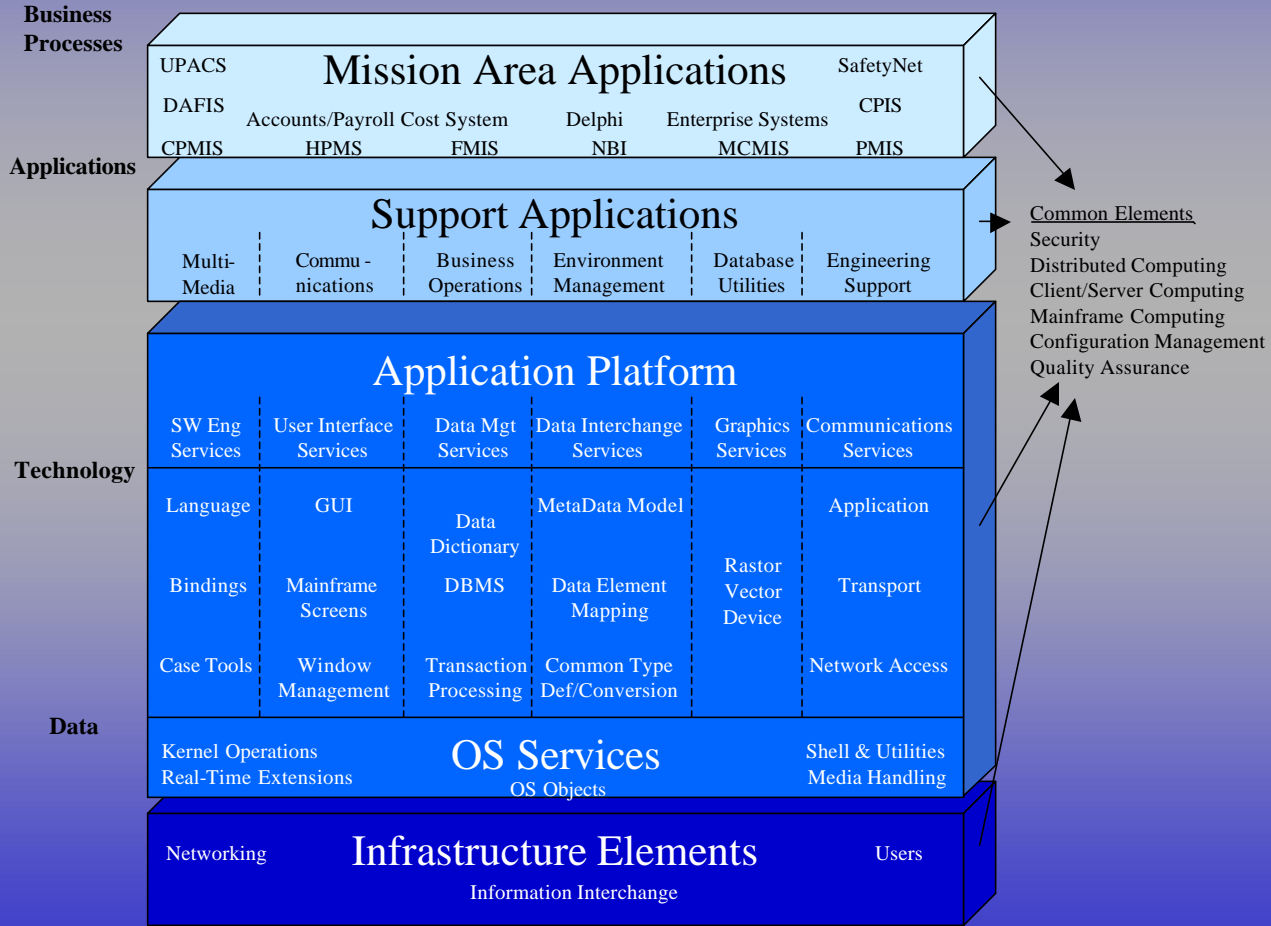 Business
Processes
Mission Area Applications
UPACS
SafetyNet
DAFIS
CPIS
Accounts/Payroll Cost System
Delphi
Enterprise Systems
CPMIS
HPMS
FMIS
NBI
MCMIS
PMIS
Applications
Support Applications
Multi-
Media
Commu -
nications
Business
Operations
Environment
Management
Database
Utilities
Engineering
Support
Common Elements
Security
Distributed Computing
Client/Server Computing
Mainframe Computing
Configuration Management
Quality Assurance
Application Platform
SW Eng
Services
User Interface
Services
Data Mgt
Services
Data Interchange
Services
Graphics
Services
Communications
Services
Technology
Language
Bindings
Case Tools
GUI
Mainframe
Screens
Window
Management
Data
Dictionary
DBMS
Transaction
Processing
MetaData Model
Data Element
Mapping
Common Type
Def/Conversion
Rastor
Vector
Device
Application
Transport
Network Access
Data
Kernel Operations
Real-Time Extensions
OS Services
OS Objects
Shell & Utilities
Media Handling
Networking
Infrastructure Elements
Users
Information Interchange